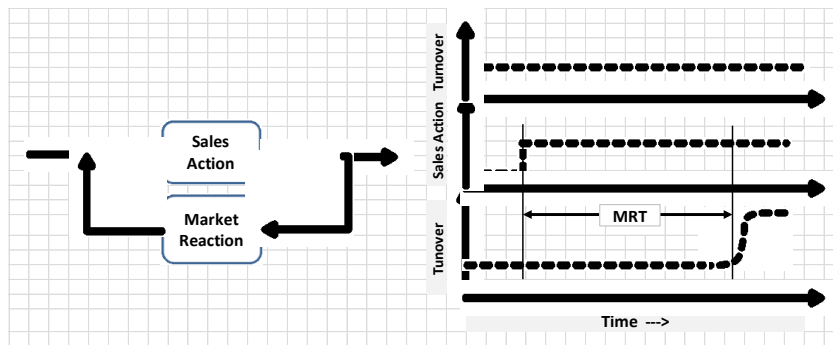 Sales
Action
Market
Reaction
Turnover
Sales Action
Tunover
MRT
Time --->